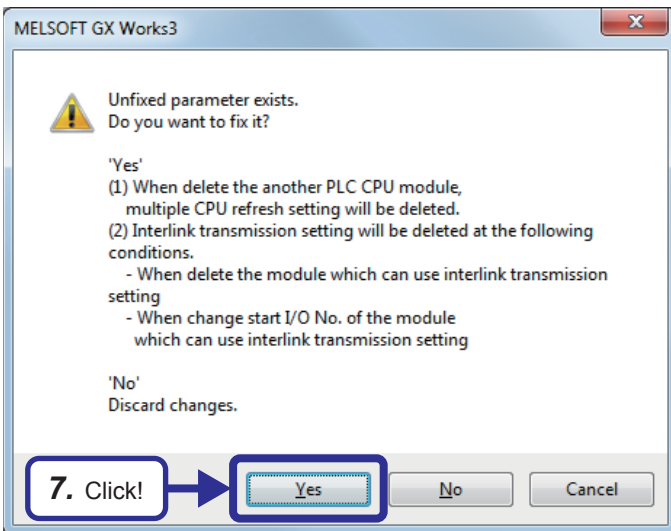 MELSOFT GX Works3
Unfixed parameter exists.
Do you want to fix it?
'Yes'
(1) When delete the another PLC CPU module,
multiple CPU refresh setting will be deleted.
(2) Interlink transmission setting will be deleted at the following
conditions.
- When delete the module which can use interlink transmission
setting
- When change start I/O No. of the module
which can use interlink transmission setting
'No'
Discard changes.
7. Click!
Yes
No
Cancel